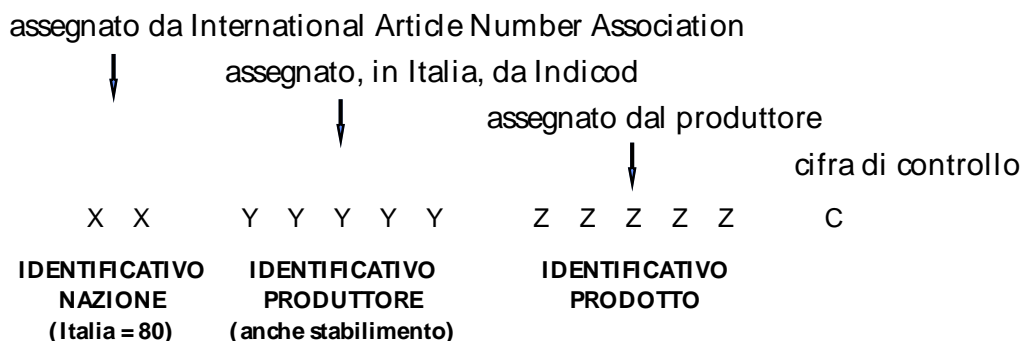 assegnato da International Article Number Association
assegnato, in Italia, da Indicod
assegnato dal produttore
cifra di controllo
X X Y Y Y Y Y Z Z Z Z Z C
IDENTIFICATIVO IDENTIFICATIVO IDENTIFICATIVO
NAZIONE PRODUTTORE PRODOTTO
(Italia = 80) (anche stabilimento)